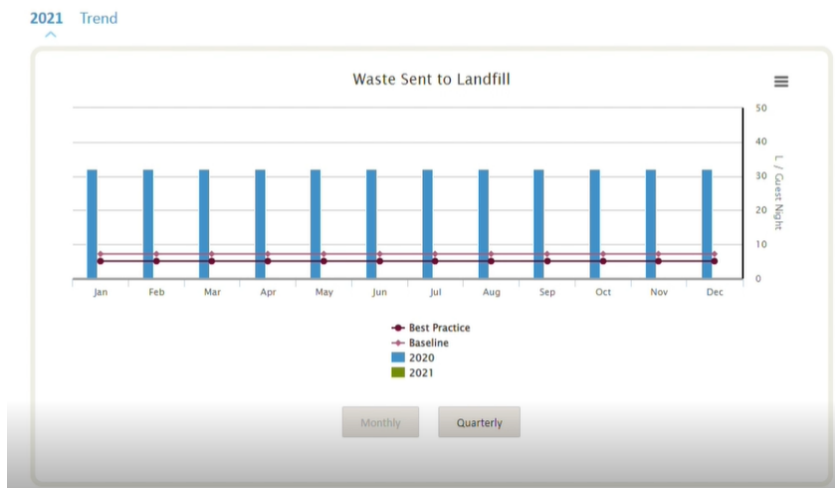 2021 Trend
Waste Sent to Landfill
50
40
30
20
10
0
L / Guest Night
Jan Feb Mar Apr May Jun Jul Aug Sep Oct Nov Dec
Best Practice
Baseline
2020
2021
Monthly Quarterly